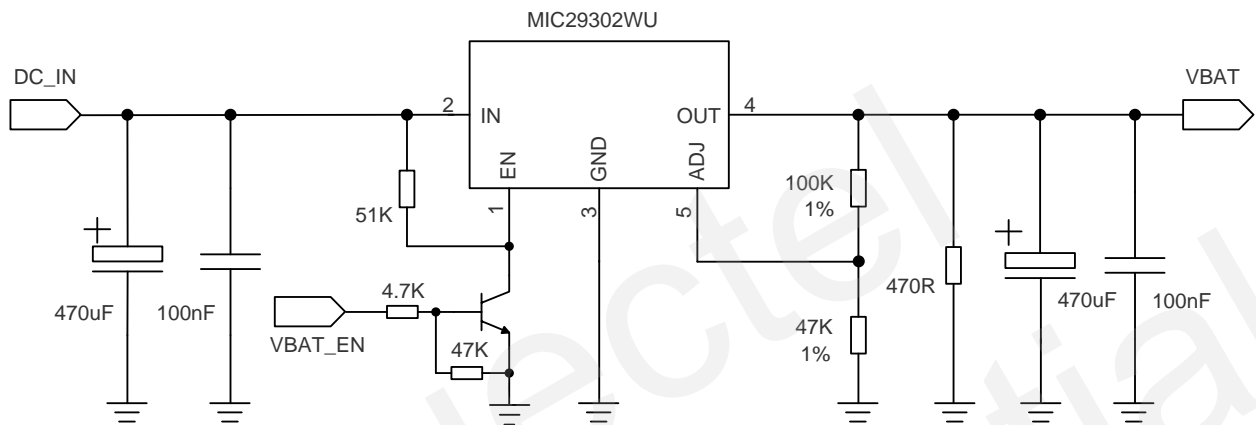 MIC29302WU
DC_IN
VBAT
2
IN
OUT
4
EN
GND
ADJ
1
3
5
51K
100K
1%
470uF
100nF
4.7K
VBAT_EN
47K
47K
1%
470R
470uF
100nF